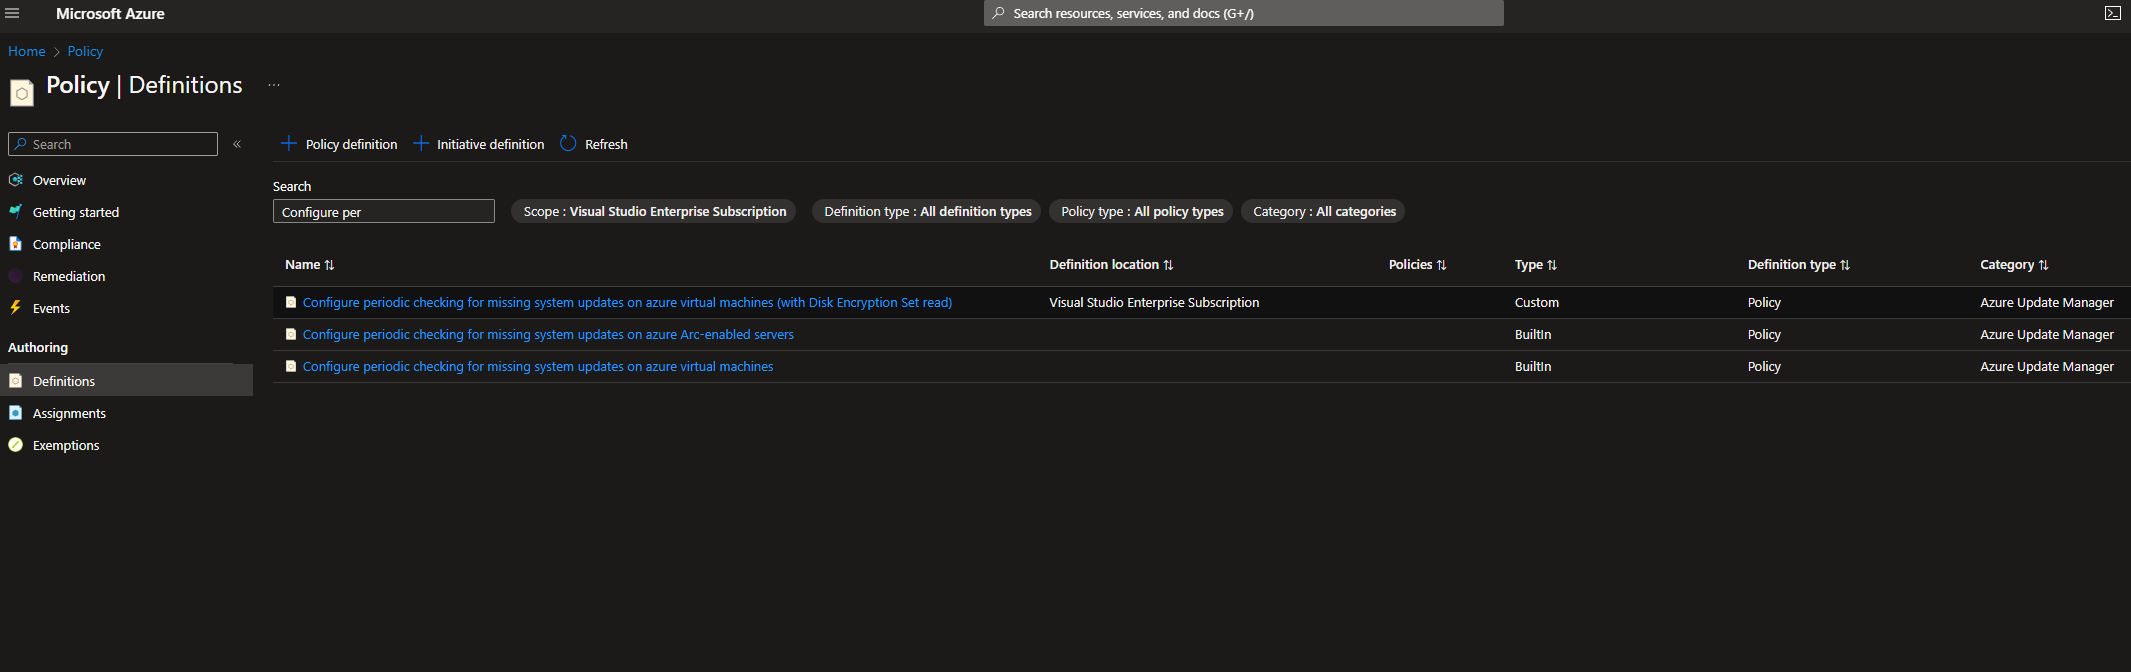 Microsoft Azure
Search resources, services, and docs (G+/)
Home > Policy
Policy | Definitions ...
Search «
Overview
Getting started
Compliance
Remediation
Events
Authoring
Definitions
Assignments
Exemptions
+ Policy definition + Initiative definition Refresh
Search
Configure per Scope : Visual Studio Enterprise Subscription Definition type : All definition types Policy type : All policy types Category : All categories
Name ↑↓ Definition location ↑↓ Policies ↑↓ Type ↑↓ Definition type ↑↓ Category ↑↓
Configure periodic checking for missing system updates on azure virtual machines (with Disk Encryption Set read) Visual Studio Enterprise Subscription Custom Policy Azure Update Manager
Configure periodic checking for missing system updates on azure Arc-enabled servers BuiltIn Policy Azure Update Manager
Configure periodic checking for missing system updates on azure virtual machines BuiltIn Policy Azure Update Manager